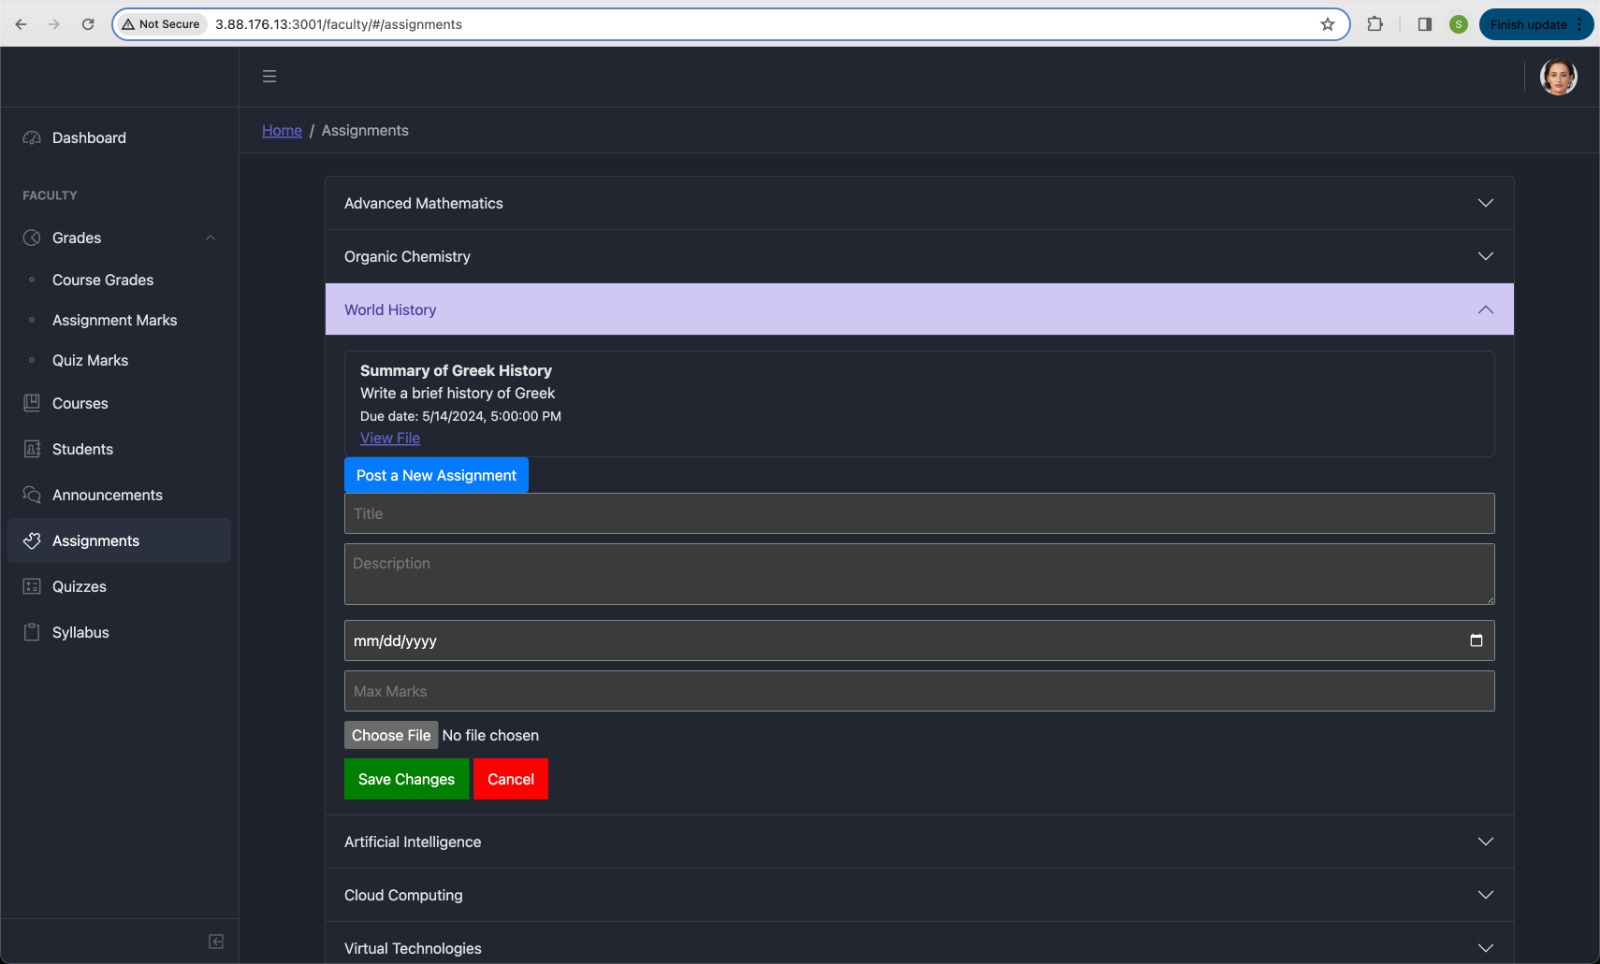 Not Secure 3.88.176.13:3001/faculty/#/assignments S Finish update
Home / Assignments
Dashboard
FACULTY
Grades
Course Grades
Assignment Marks
Quiz Marks
Courses
Students
Announcements
Assignments
Quizzes
Syllabus
Advanced Mathematics
Organic Chemistry
World History
Summary of Greek History
Write a brief history of Greek
Due date: 5/14/2024, 5:00:00 PM
View File
Post a New Assignment
Title
Description
mm/dd/yyyy
Max Marks
Choose File No file chosen
Save Changes Cancel
Artificial Intelligence
Cloud Computing
Virtual Technologies